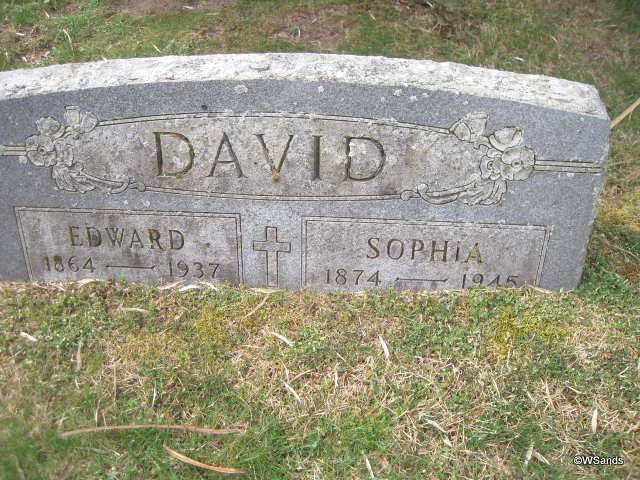 DAVID
EDWARD
1864 — 1937
SOPHiA
1874 — 1945
©WSands